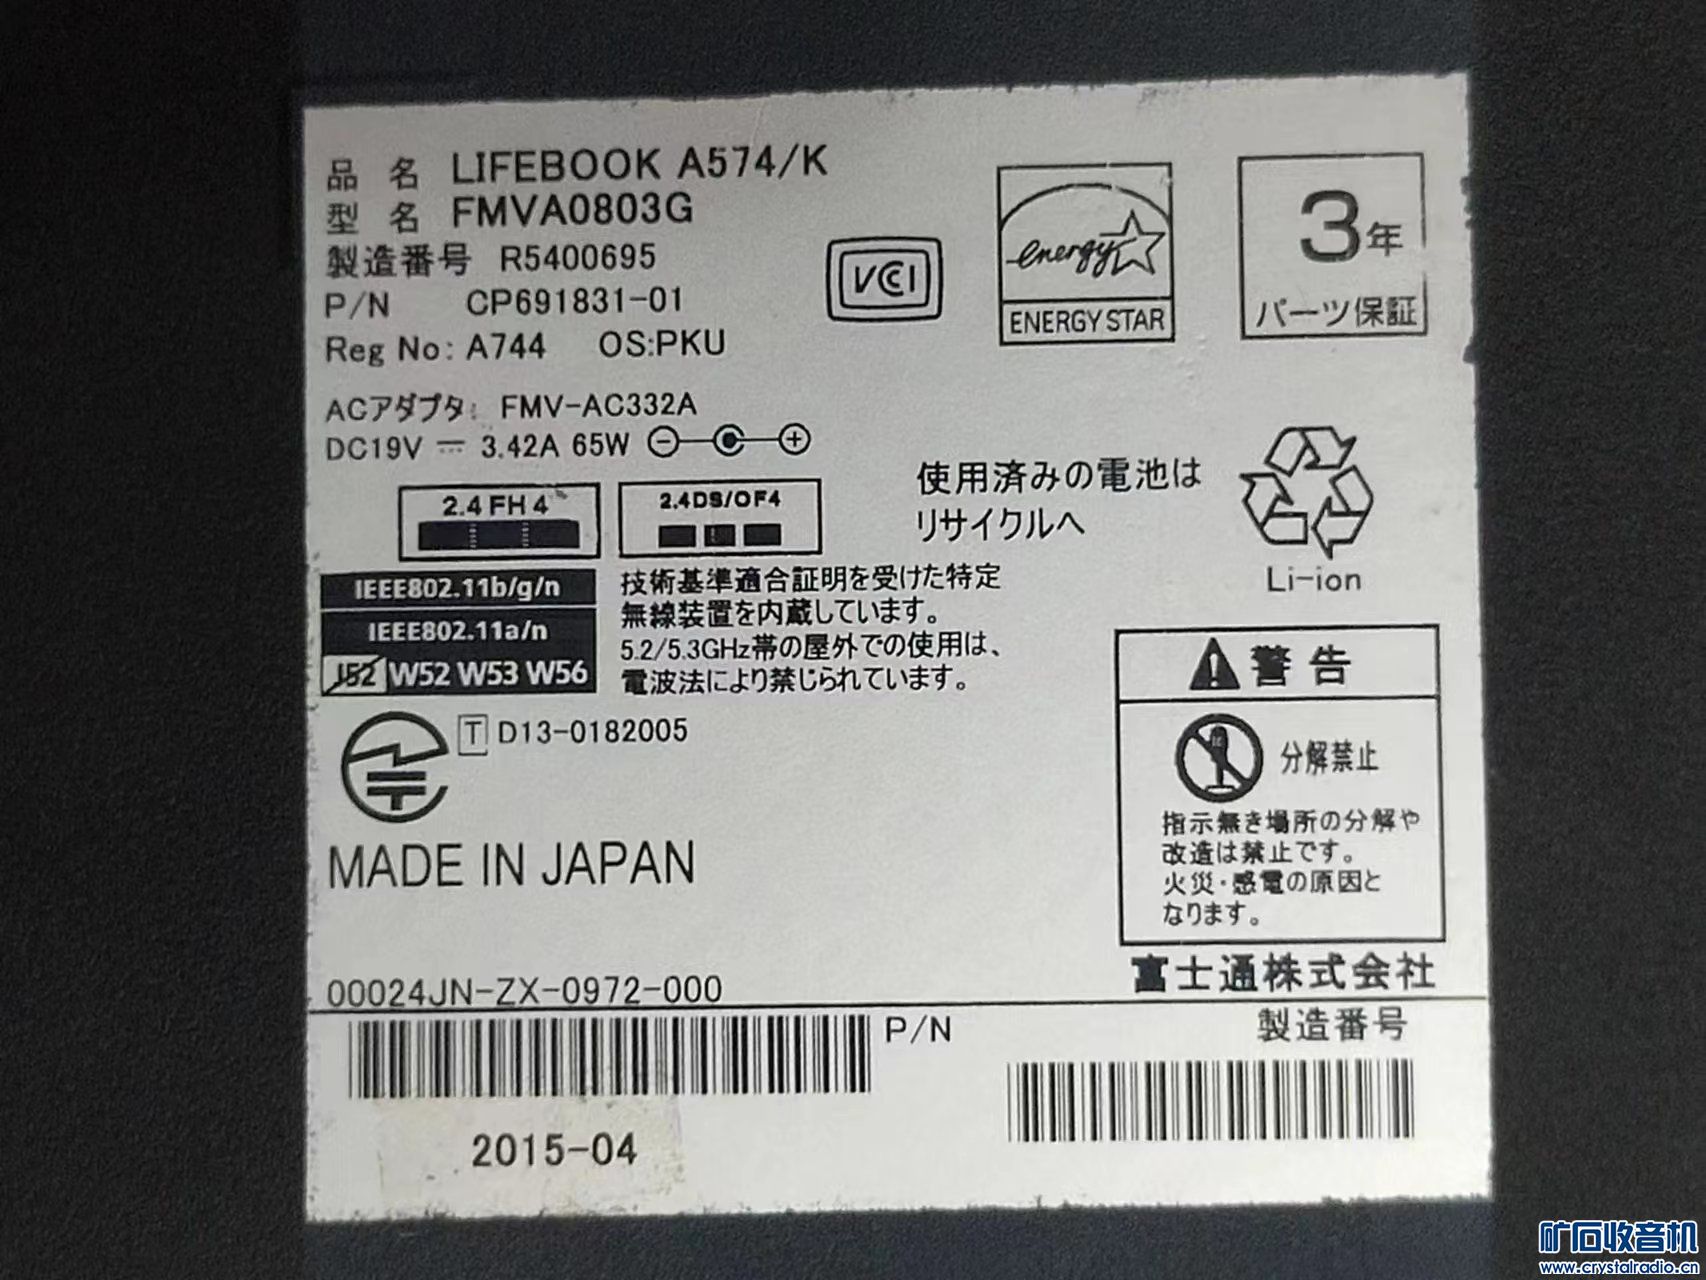 品 名 LIFEBOOK A574/K
型 名 FMVA0803G
製造番号 R5400695
P/N CP691831-01
Reg No: A744 OS:PKU
VCCI
energy
ENERGY STAR
3年
パーツ保証
ACアダプタ: FMV-AC332A
DC19V ⎓ 3.42A 65W
2.4FH4
2.4DS/OF4
使用済みの電池は
リサイクルへ
Li-ion
IEEE802.11b/g/n
IEEE802.11a/n
J52 W52 W53 W56
技術基準適合証明を受けた特定
無線装置を内蔵しています。
5.2/5.3GHz帯の屋外での使用は、
電波法により禁じられています。
T D13-0182005
MADE IN JAPAN
警告
分解禁止
指示無き場所の分解や
改造は禁止です。
火災・感電の原因と
なります。
富士通株式会社
00024JN-ZX-0972-000
P/N
製造番号
2015-04
矿石收音机
www.crystalradio.cn